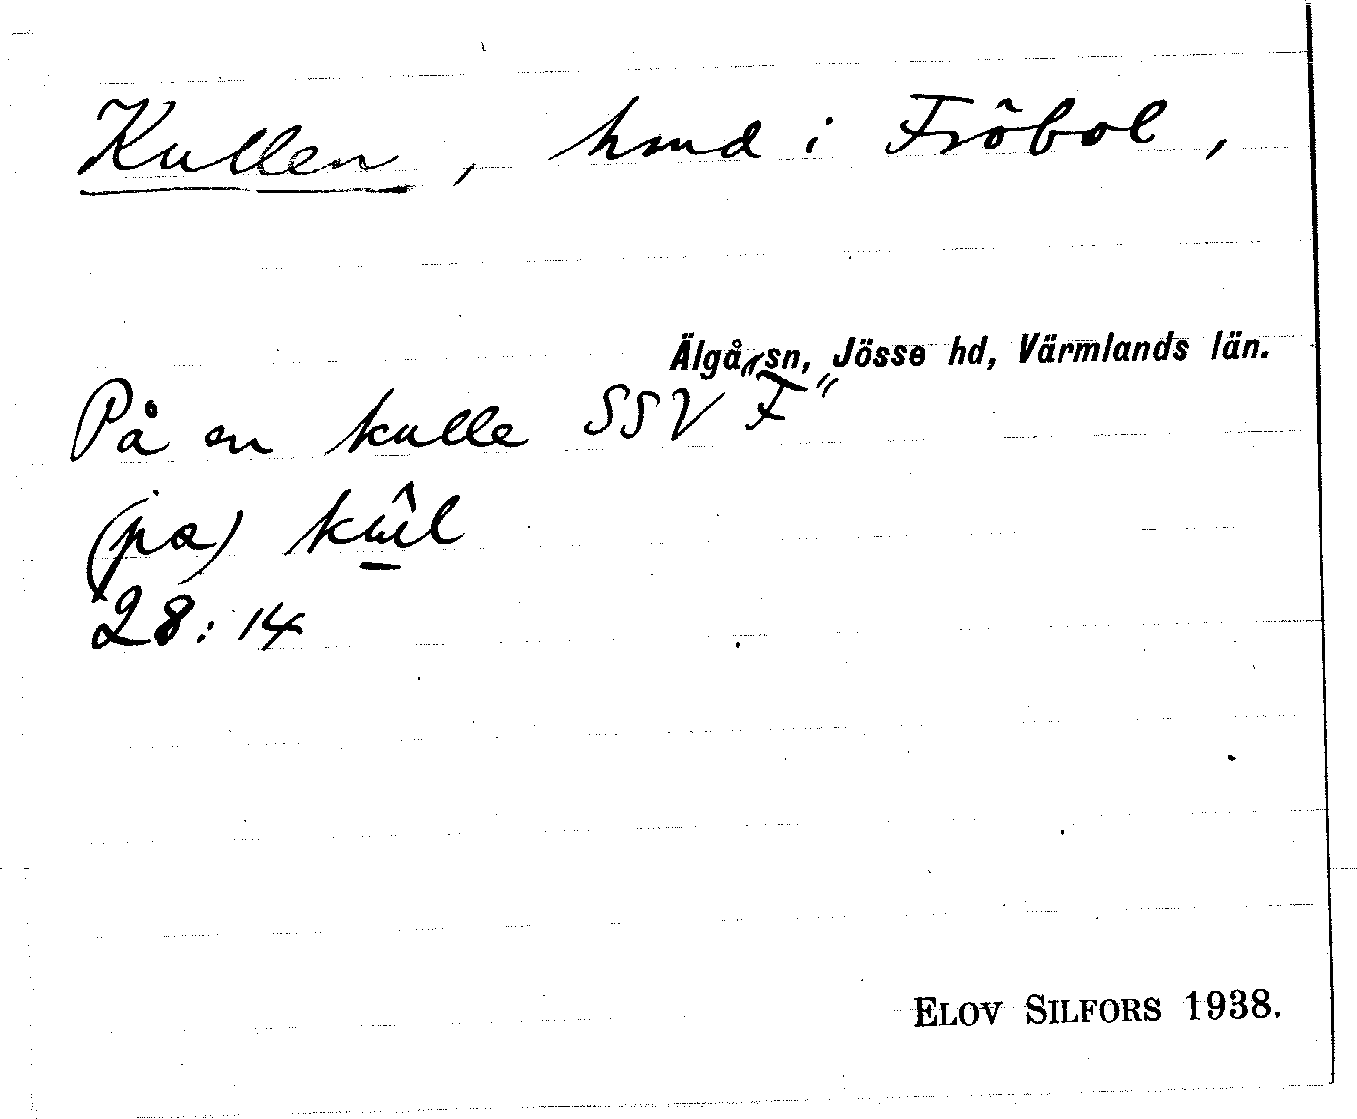 Kullen, hmd i Fröbol,
Älgå sn, Jösse hd, Värmlands län.
På en kulle SSV "F"
(pa) kûl
28:14
ELOV SILFORS 1938.